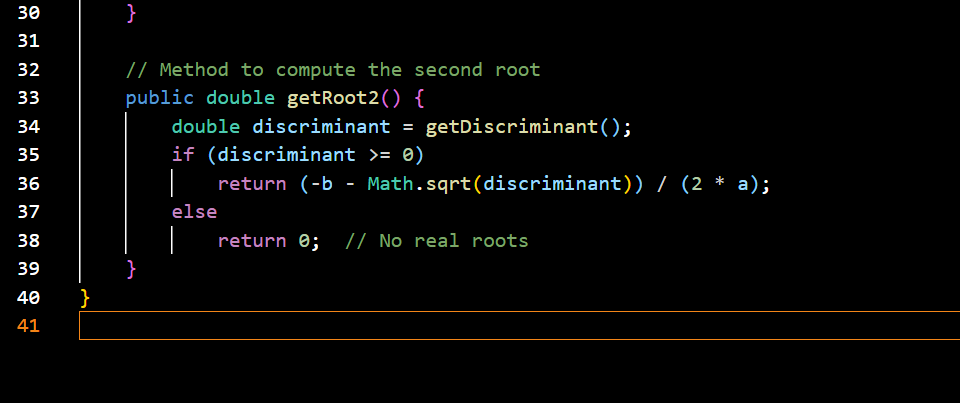 30 }
31
32 // Method to compute the second root
33 public double getRoot2() {
34 double discriminant = getDiscriminant();
35 if (discriminant >= 0)
36 return (-b - Math.sqrt(discriminant)) / (2 * a);
37 else
38 return 0;  // No real roots
39 }
40 }
41